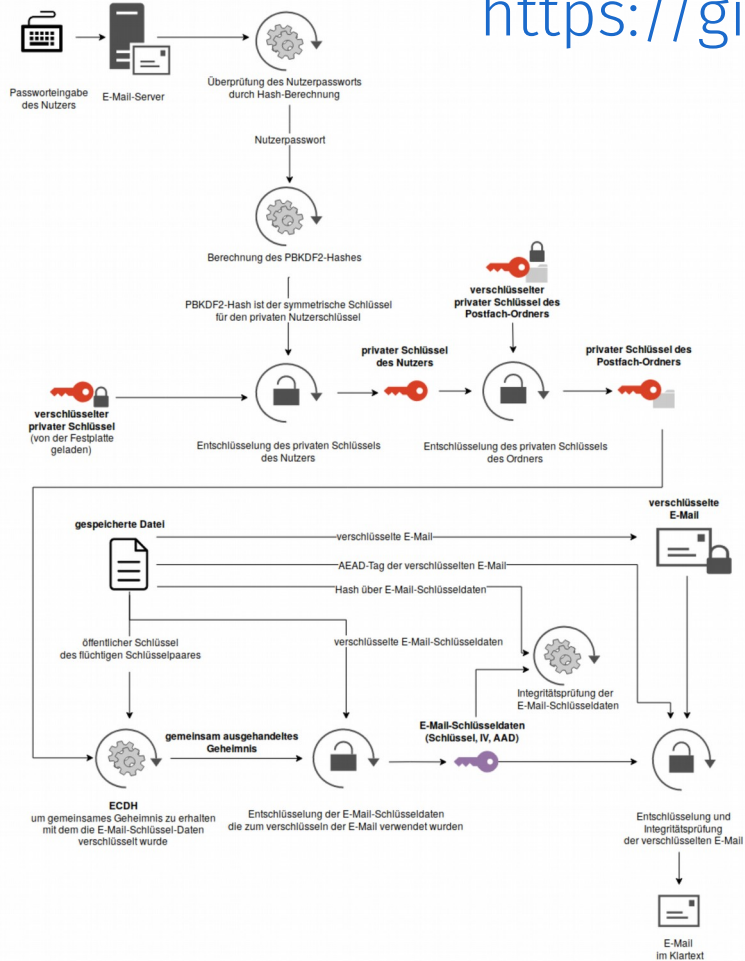 https://gi
Passworteingabe
des Nutzers
E-Mail-Server
Überprüfung des Nutzerpassworts
durch Hash-Berechnung
Nutzerpasswort
Berechnung des PBKDF2-Hashes
PBKDF2-Hash ist der symmetrische Schlüssel
für den privaten Nutzerschlüssel
verschlüsselter
privater Schlüssel des
Postfach-Ordners
privater Schlüssel
des Nutzers
privater Schlüssel des
Postfach-Ordners
verschlüsselter
privater Schlüssel
(von der Festplatte
geladen)
Entschlüsselung des privaten Schlüssels
des Nutzers
Entschlüsselung des privaten Schlüssels
des Ordners
gespeicherte Datei
verschlüsselte
E-Mail
verschlüsselte E-Mail
AEAD-Tag der verschlüsselten E-Mail
Hash über E-Mail-Schlüsseldaten
öffentlicher Schlüssel
des flüchtigen Schlüsselpaares
verschlüsselte E-Mail-Schlüsseldaten
Integritätsprüfung der
E-Mail-Schlüsseldaten
gemeinsam ausgehandeltes
Geheimnis
E-Mail-Schlüsseldaten
(Schlüssel, IV, AAD)
ECDH
um gemeinsames Geheimnis zu erhalten
mit dem die E-Mail-Schlüssel-Daten
verschlüsselt wurde
Entschlüsselung der E-Mail-Schlüsseldaten
die zum verschlüsseln der E-Mail verwendet wurden
Entschlüsselung und
Integritätsprüfung
der verschlüsselten E-Mail
E-Mail
im Klartext